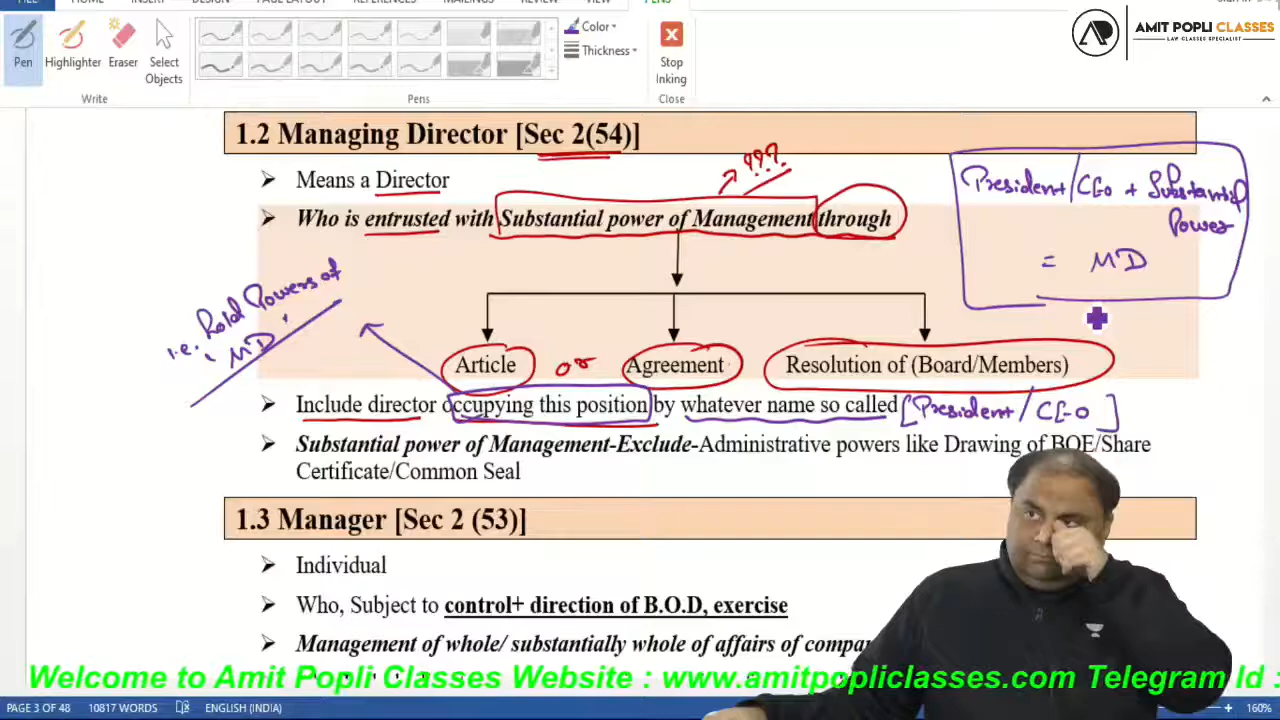 FILE HOME INSERT DESIGN PAGE LAYOUT REFERENCES MAILINGS REVIEW VIEW PENS
Pen Highlighter Eraser Select Objects
Color
Thickness
Stop Inking
Write Pens Close
AMIT POPLI CLASSES
LAW CLASSES SPECIALIST
1.2 Managing Director [Sec 2(54)]
???
Means a Director
Who is entrusted with Substantial power of Management through
President/CEO + Substantial
Power
= MD
i.e. Hold Powers of
MD
Article or Agreement Resolution of (Board/Members)
Include director occupying this position by whatever name so called [President/CEO]
Substantial power of Management-Exclude-Administrative powers like Drawing of BOE/Share
Certificate/Common Seal
1.3 Manager [Sec 2 (53)]
Individual
Who, Subject to control+ direction of B.O.D, exercise
Management of whole/ substantially whole of affairs of compa
Welcome to Amit Popli Classes Website : www.amitpopliclasses.com Telegram Id :
PAGE 3 OF 48 10817 WORDS ENGLISH (INDIA) 160%